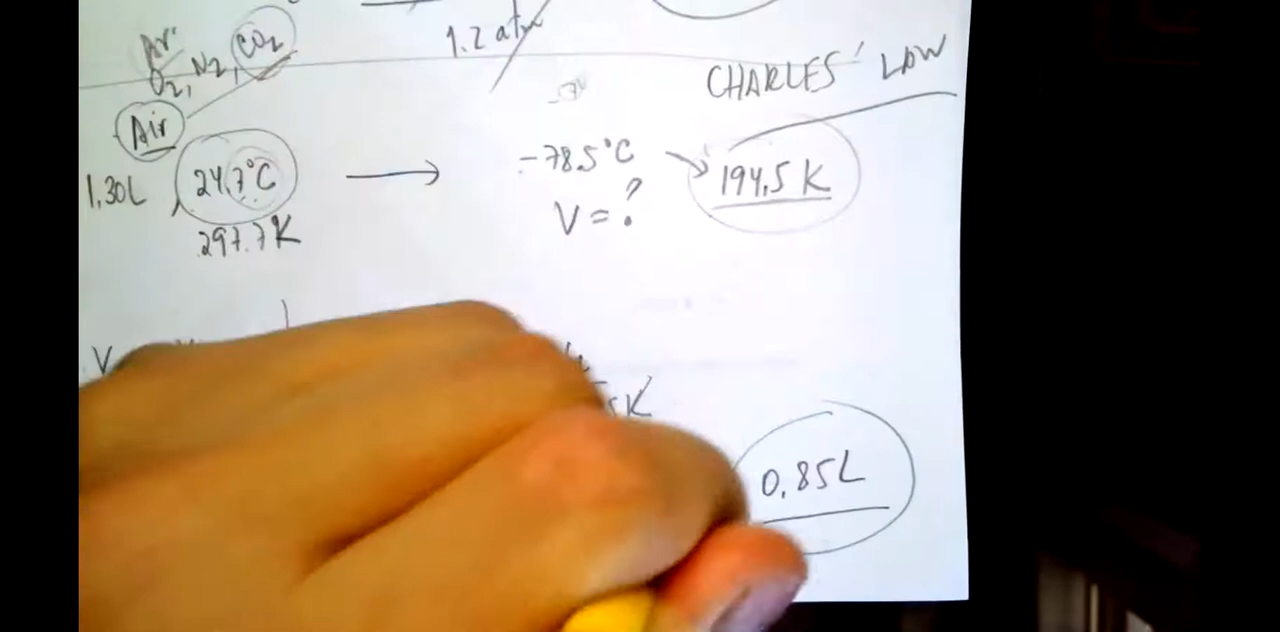 Ar
O2, N2, CO2
1.2 atm
CHARLES' LAW
Air
1,30L , 24,7°C → -78.5°C → 194,5 K
297.7K
V = ?
V
K
0,85L